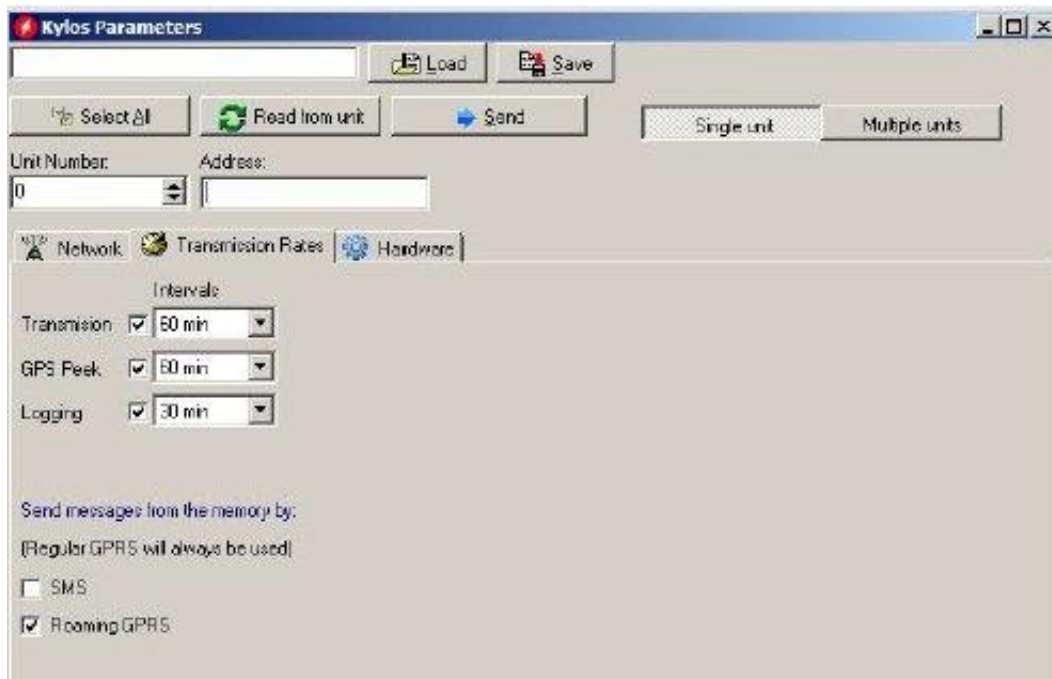 Kylos Parameters
Load Save
Select All Read from unit Send Single unit Multiple units
Unit Number: Address:
0
Network Transmission Rates Hardware
Intervals
Transmision 60 min
GPS Peek 60 min
Logging 30 min
Send messages from the memory by:
(Regular GPRS will always be used)
SMS
Roaming GPRS